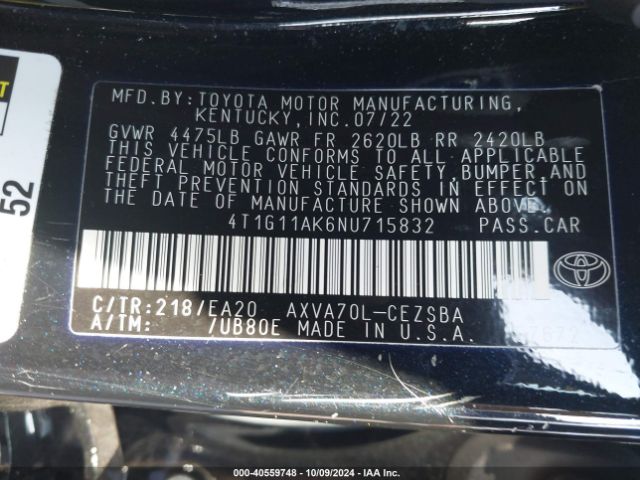 MFD. BY: TOYOTA MOTOR MANUFACTURING,
KENTUCKY, INC. 07/22
GVWR 4475LB GAWR FR 2620LB RR 2420LB
THIS VEHICLE CONFORMS TO ALL APPLICABLE
FEDERAL MOTOR VEHICLE SAFETY, BUMPER, AND
THEFT PREVENTION STANDARDS IN EFFECT ON
THE DATE OF MANUFACTURE SHOWN ABOVE.
4T1G11AK6NU715832 PASS.CAR
C/TR:218/EA20 AXVA70L-CEZSBA
A/TM: /UB80E MADE IN U.S.A.
52
000-40559748 - 10/09/2024 - IAA Inc.